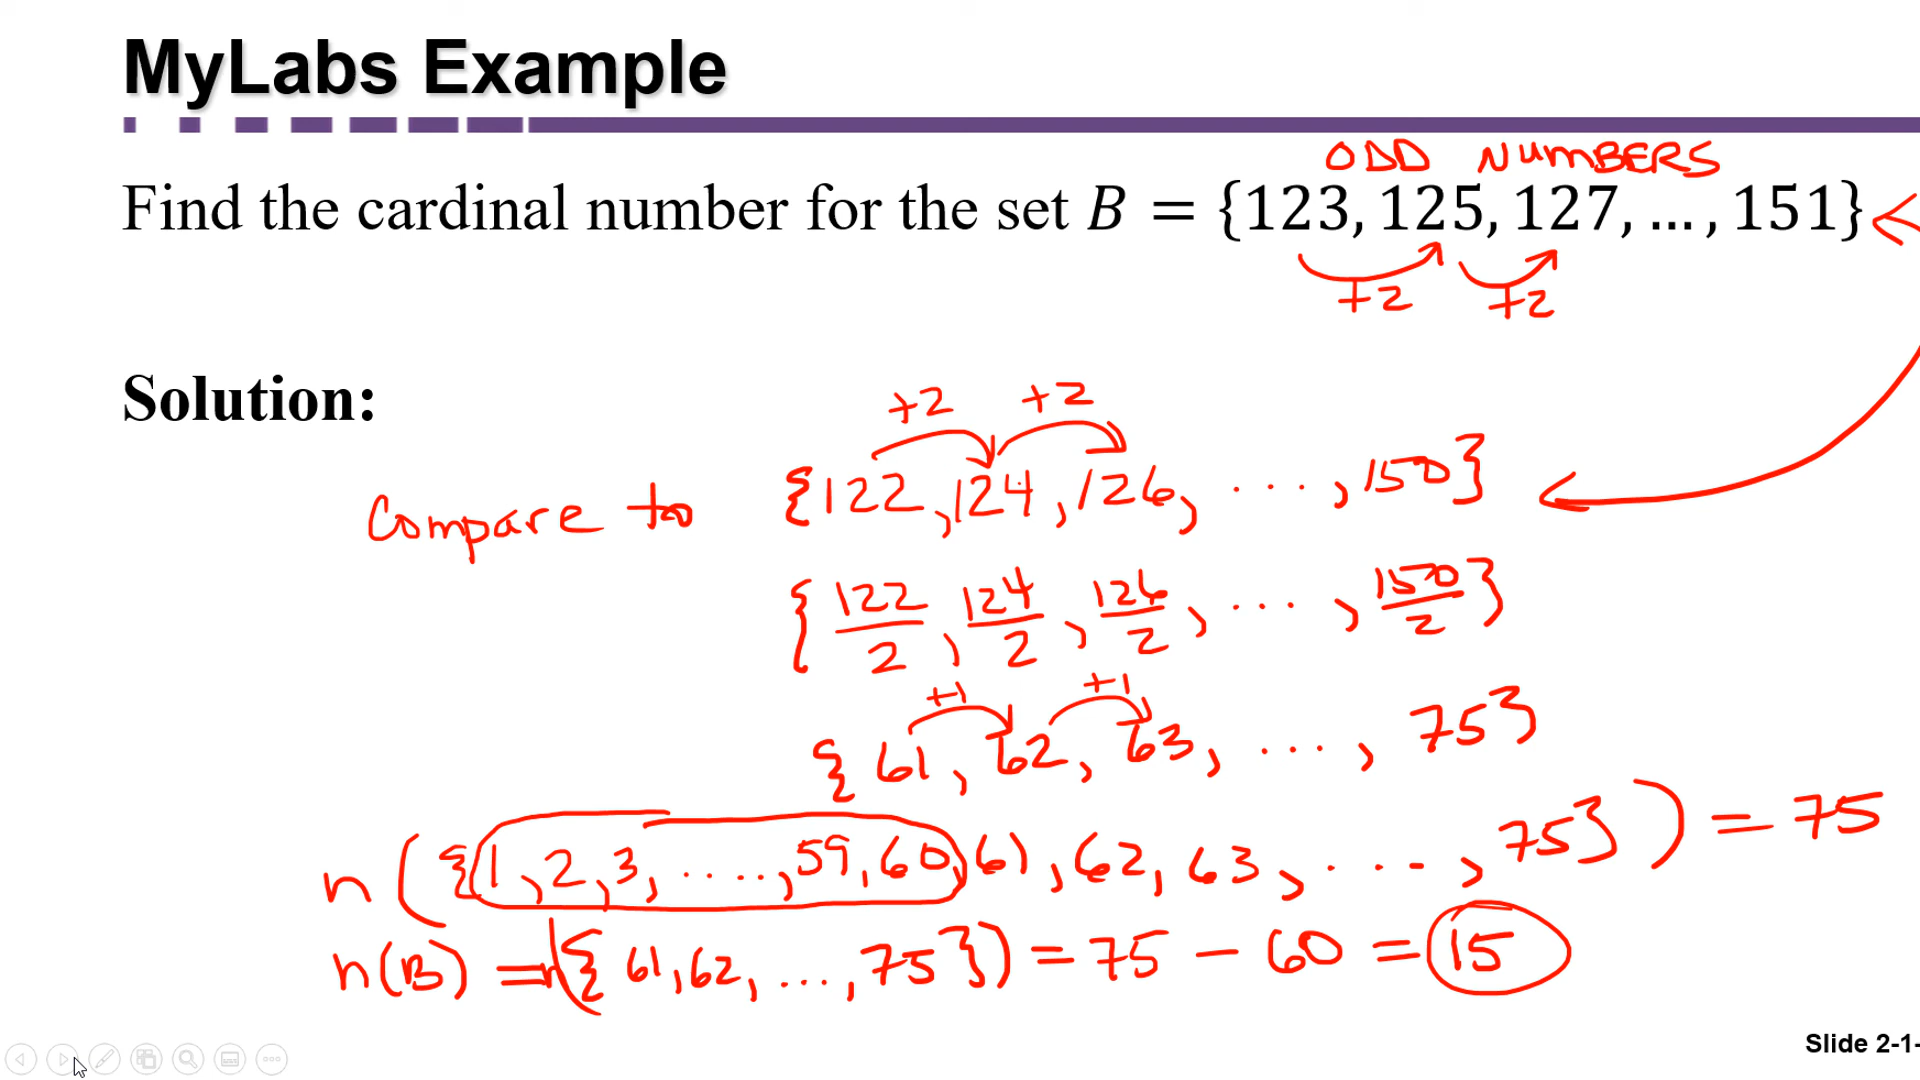 MyLabs Example
ODD NUMBERS
Find the cardinal number for the set B = {123, 125, 127, … , 151}
+2 +2
Solution:
+2 +2
Compare to {122, 124, 126, ..., 150}
{122/2, 124/2, 126/2, ..., 150/2}
+1 +1
{61, 62, 63, ..., 75}
n({1, 2, 3, ...., 59, 60, 61, 62, 63, ...., 75}) = 75
n(B) = n({61, 62, ..., 75}) = 75 - 60 = 15
Slide 2-1-